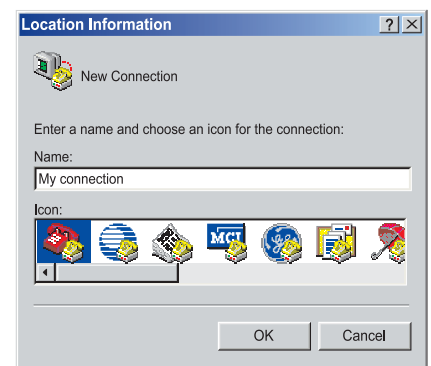 Location Information
New Connection
Enter a name and choose an icon for the connection:
Name:
My connection
Icon:
MCI
OK
Cancel